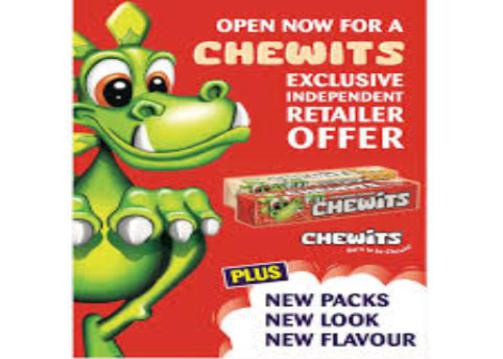 OPEN NOW FOR A
CHEWITS
EXCLUSIVE
INDEPENDENT
RETAILER
OFFER
CHEWITS
CHEWITS
PLUS
NEW PACKS
NEW LOOK
NEW FLAVOUR